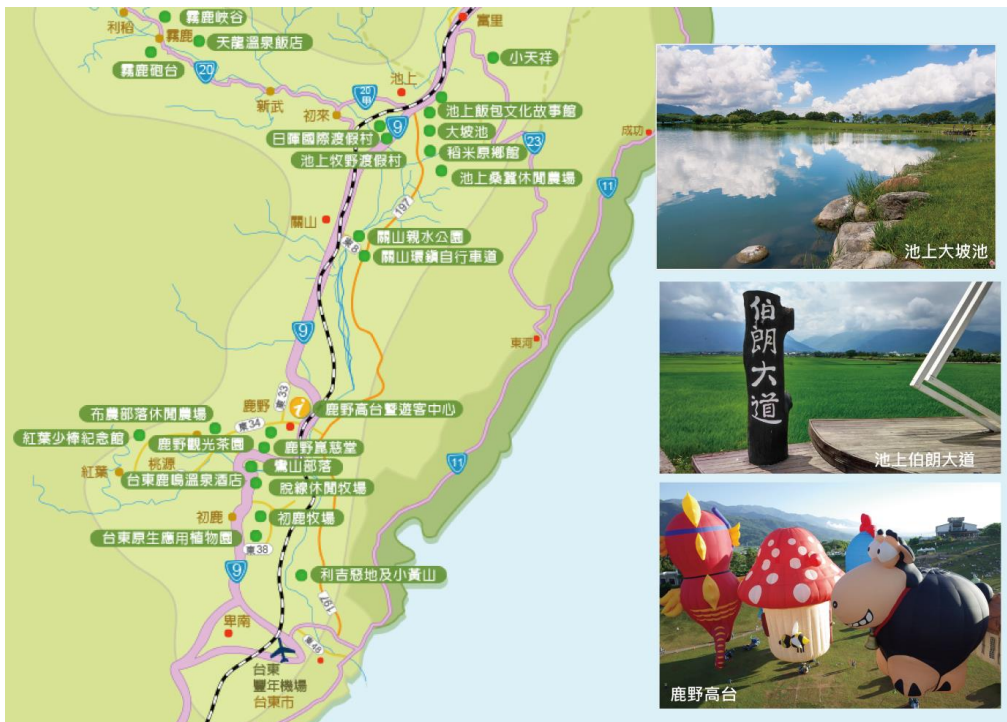 霧鹿峽谷
利稻
霧鹿
天龍溫泉飯店
霧鹿砲台
20
新武
初來
20
甲
池上
富里
小天祥
9
池上飯包文化故事館
日暉國際渡假村
大坡池
池上牧野渡假村
稻米原鄉館
池上桑蠶休閒農場
23
成功
11
197
關山
東8
關山親水公園
關山環鎮自行車道
9
東河
東33
鹿野
i
鹿野高台暨遊客中心
布農部落休閒農場
東34
紅葉少棒紀念館
鹿野觀光茶園
鹿野崑慈堂
紅葉
桃源
鸞山部落
台東鹿鳴溫泉酒店
脫線休閒牧場
11
初鹿
初鹿牧場
台東原生應用植物園
東38
9
利吉惡地及小黃山
197
卑南
東48
台東
豐年機場
台東市
池上大坡池
伯朗大道
池上伯朗大道
鹿野高台